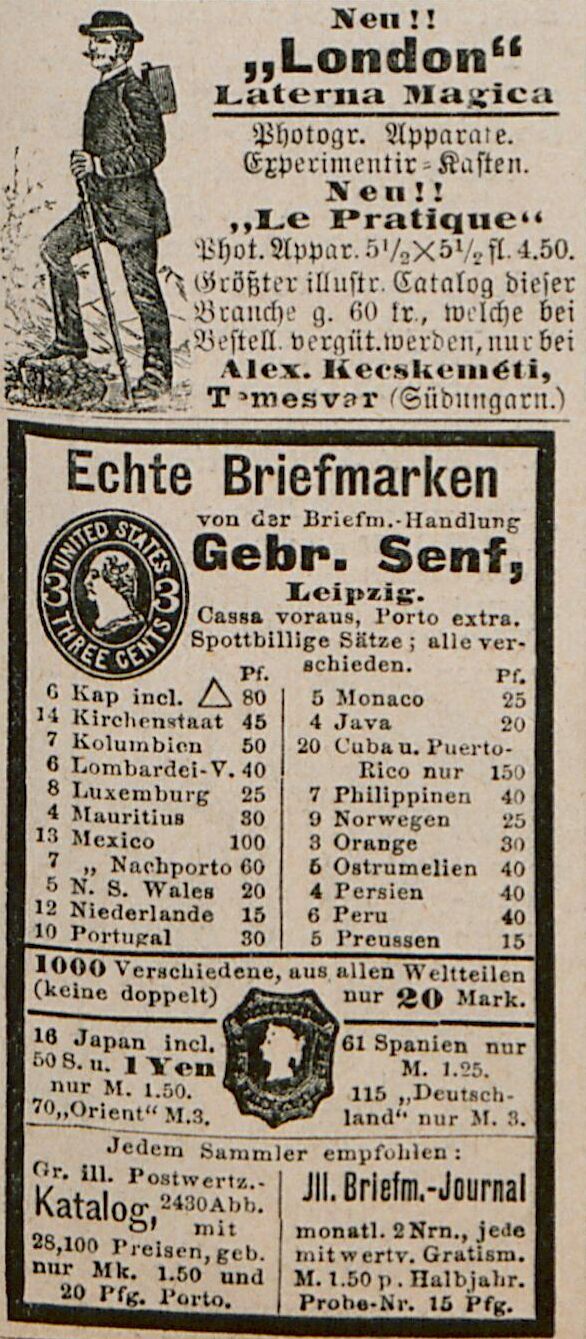 Neu!!
„London“
Laterna Magica
Photogr. Apparate.
Experimentir-Kasten.
Neu!!
„Le Pratique“
Phot. Appar. 5½×5½ fl. 4.50.
Größter illustr. Catalog dieser
Branche g. 60 kr., welche bei
Bestell. vergüt. werden, nur bei
Alex. Kecskeméti,
Temesvar (Südungarn.)
Echte Briefmarken
von der Briefm.-Handlung
Gebr. Senf,
Leipzig.
UNITED STATES
3 3
THREE CENTS
Cassa voraus, Porto extra.
Spottbillige Sätze; alle ver-
schieden.
Pf.
6 Kap incl. △ 80
14 Kirchenstaat 45
7 Kolumbien 50
6 Lombardei-V. 40
8 Luxemburg 25
4 Mauritius 30
13 Mexico 100
7 „ Nachporto 60
5 N. S. Wales 20
12 Niederlande 15
10 Portugal 30
Pf.
5 Monaco 25
4 Java 20
20 Cuba u. Puerto-
Rico nur 150
7 Philippinen 40
9 Norwegen 25
3 Orange 30
5 Ostrumelien 40
4 Persien 40
6 Peru 40
5 Preussen 15
1000 Verschiedene, aus allen Weltteilen
(keine doppelt) nur 20 Mark.
16 Japan incl.
50 S. u. 1 Yen
nur M. 1.50.
70 „Orient“ M. 3.
61 Spanien nur
M. 1.25.
115 „Deutsch-
land“ nur M. 3.
Jedem Sammler empfohlen:
Gr. ill. Postwertz.-
Katalog, 2430 Abb.
mit
28,100 Preisen, geb.
nur Mk. 1.50 und
20 Pfg. Porto.
Jll. Briefm.-Journal
monatl. 2 Nrn., jede
mit wertv. Gratism.
M. 1.50 p. Halbjahr.
Probe-Nr. 15 Pfg.